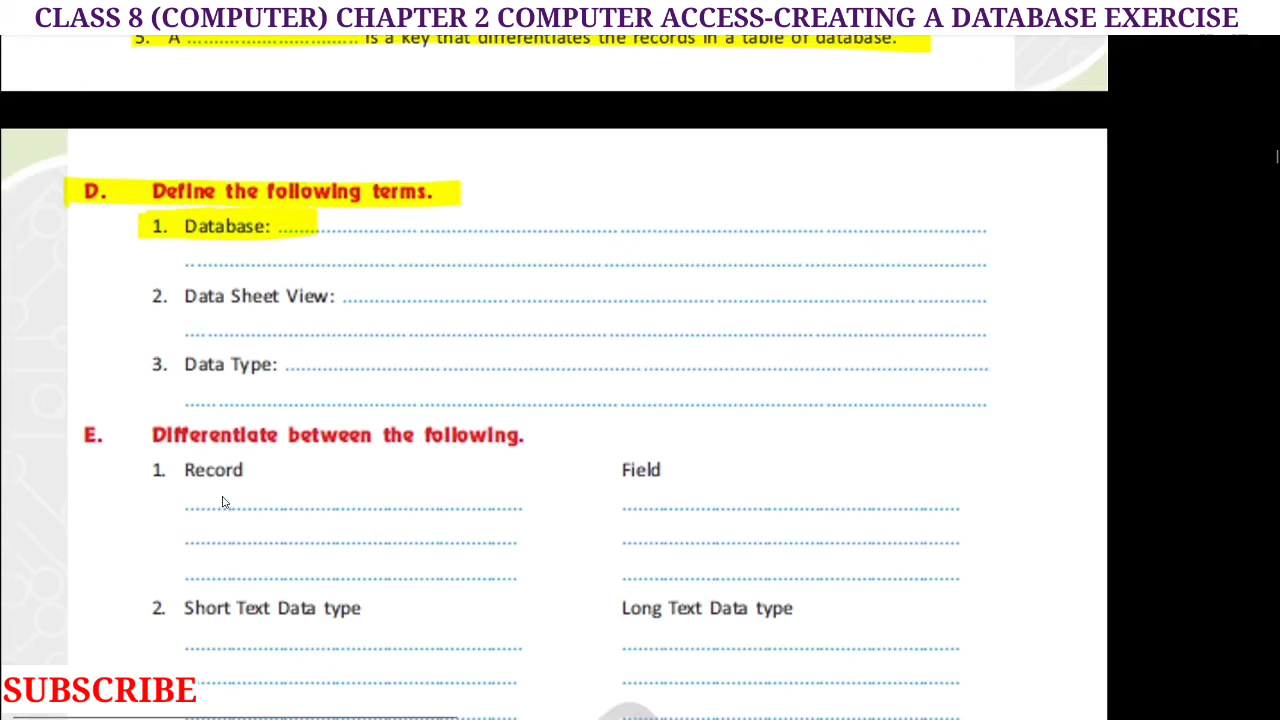 CLASS 8 (COMPUTER) CHAPTER 2 COMPUTER ACCESS-CREATING A DATABASE EXERCISE
5. A .................................. is a key that differentiates the records in a table of database.
D. Define the following terms.
1. Database: ................................................................
................................................................
2. Data Sheet View: ................................................................
................................................................
3. Data Type: ................................................................
................................................................
E. Differentiate between the following.
1. Record Field
................................ ................................
................................ ................................
................................ ................................
2. Short Text Data type Long Text Data type
................................ ................................
................................ ................................
SUBSCRIBE
................................ ................................